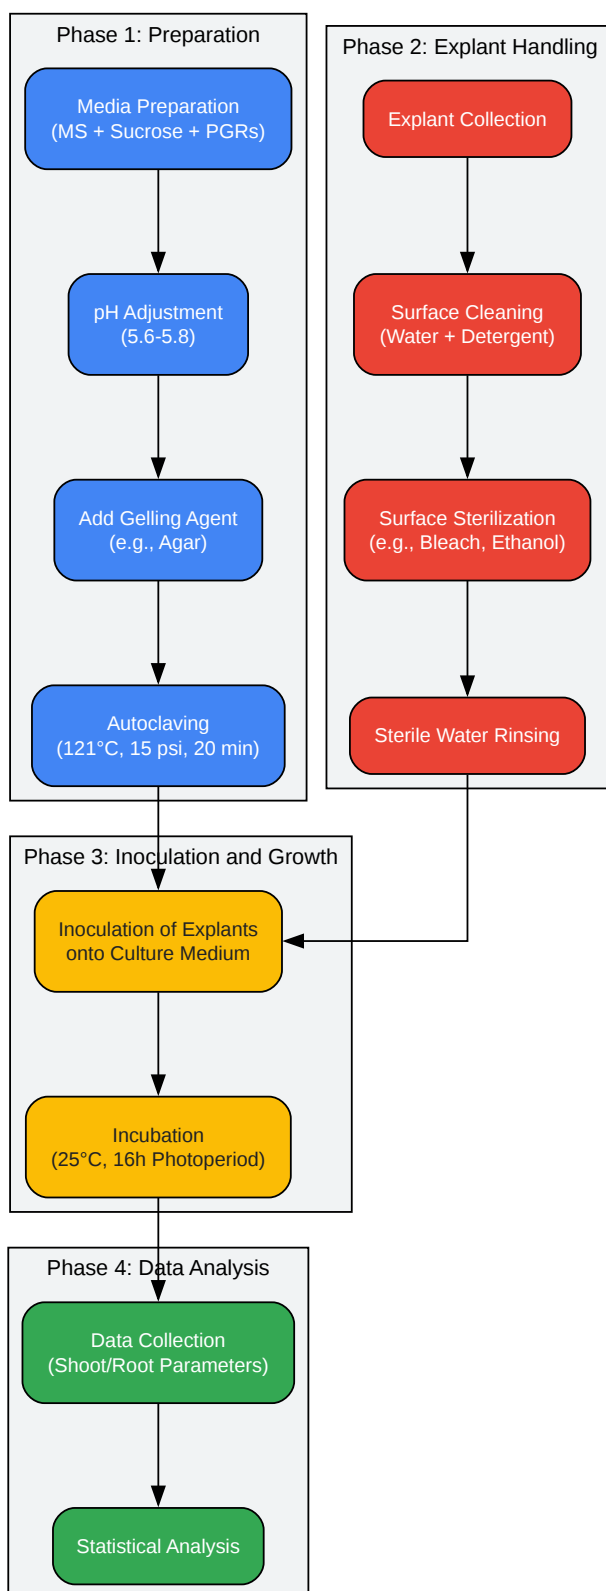 Phase 1: Preparation
Media Preparation
(MS + Sucrose + PGRs)
pH Adjustment
(5.6-5.8)
Add Gelling Agent
(e.g., Agar)
Autoclaving
(121°C, 15 psi, 20 min)
Phase 2: Explant Handling
Explant Collection
Surface Cleaning
(Water + Detergent)
Surface Sterilization
(e.g., Bleach, Ethanol)
Sterile Water Rinsing
Phase 3: Inoculation and Growth
Inoculation of Explants
onto Culture Medium
Incubation
(25°C, 16h Photoperiod)
Phase 4: Data Analysis
Data Collection
(Shoot/Root Parameters)
Statistical Analysis